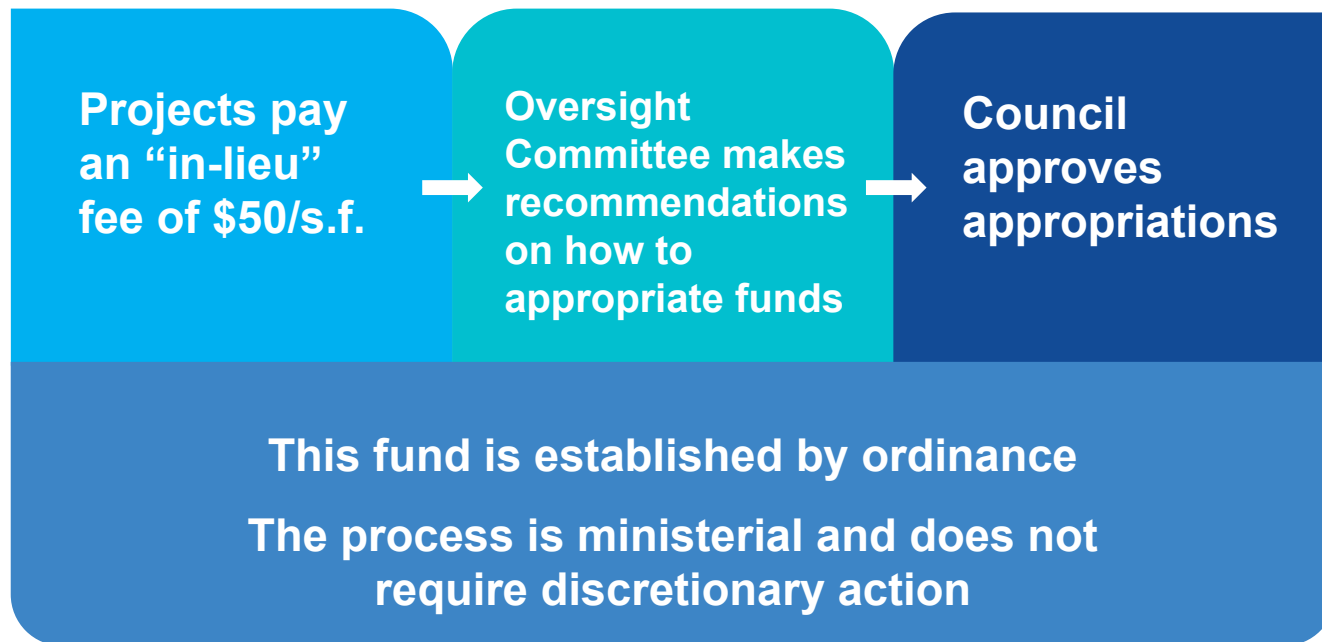 Projects pay
an “in-lieu”
fee of $50/s.f.
Oversight
Committee makes
recommendations
on how to
appropriate funds
Council
approves
appropriations
This fund is established by ordinance
The process is ministerial and does not
require discretionary action